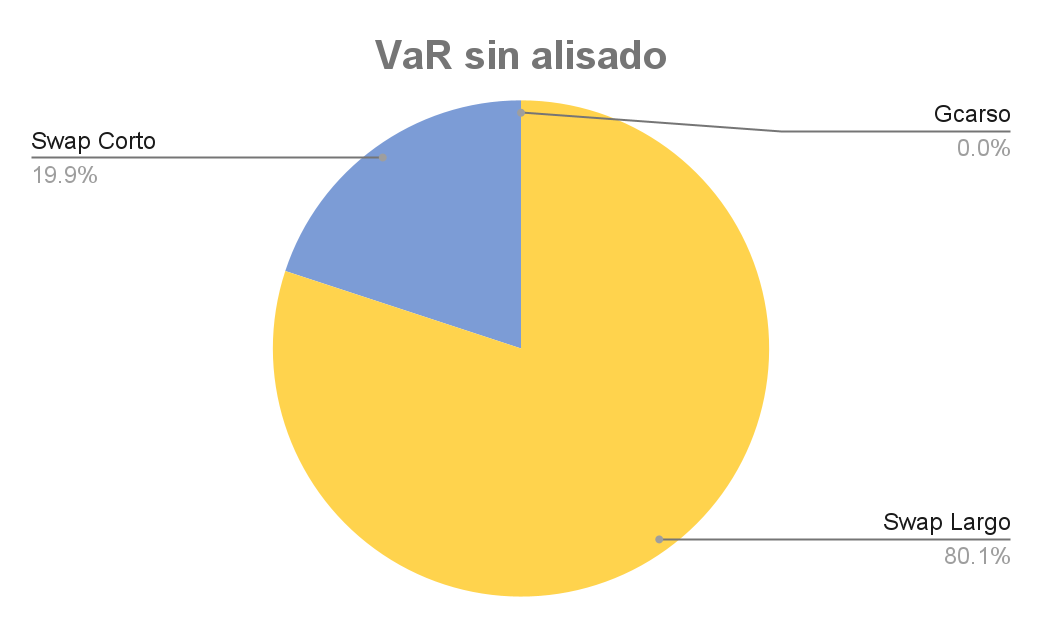 VaR sin alisado
Gcarso
0.0%
Swap Corto
19.9%
Swap Largo
80.1%